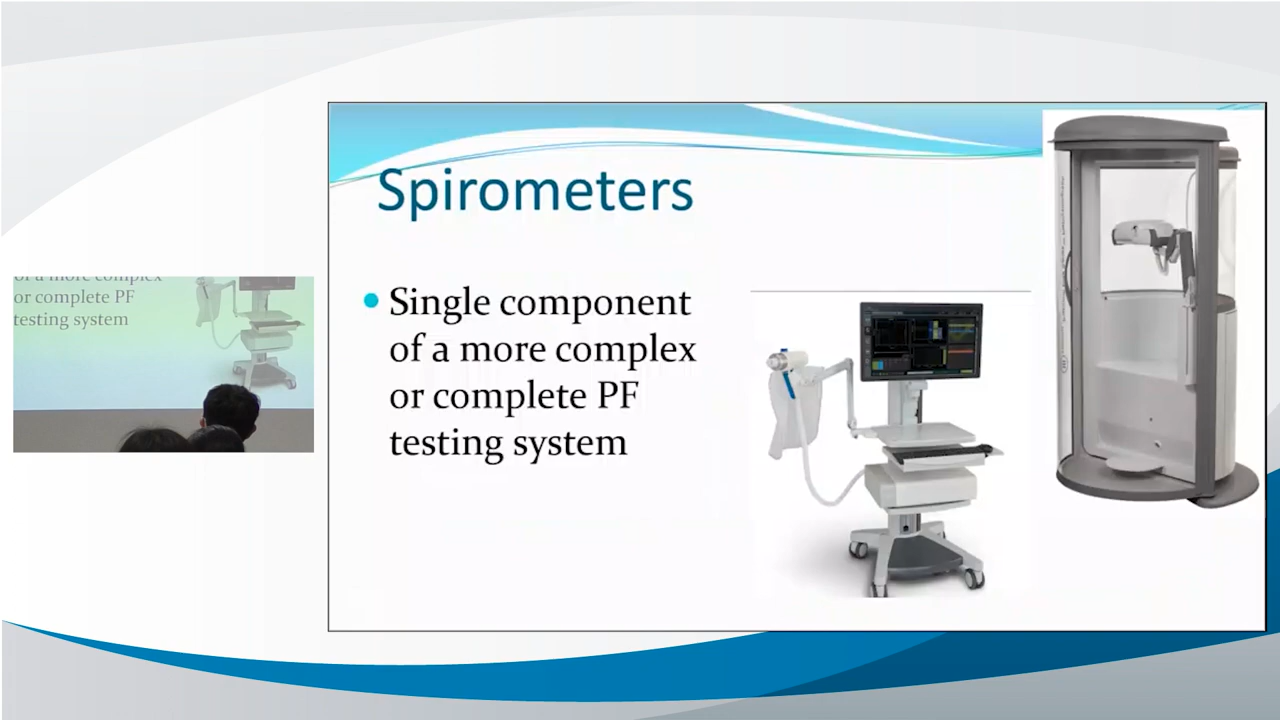 Spirometers
Single component
of a more complex
or complete PF
testing system
of a more complex
or complete PF
testing system